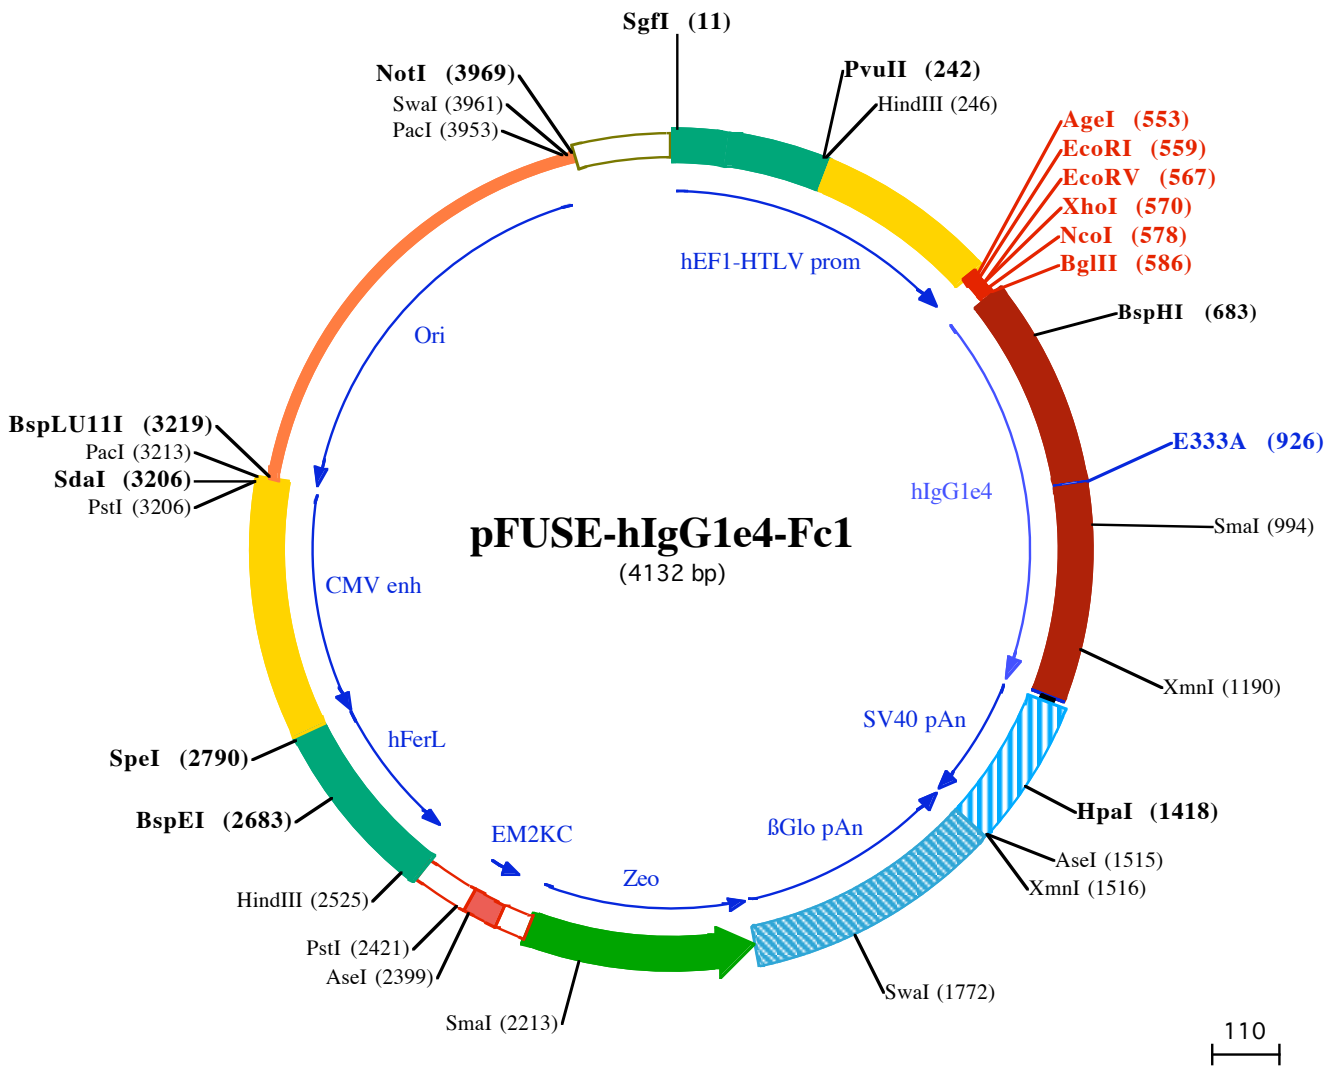 SgfI (11)
NotI (3969)
SwaI (3961)
PacI (3953)
PvuII (242)
HindIII (246)
AgeI (553)
EcoRI (559)
EcoRV (567)
XhoI (570)
NcoI (578)
BglII (586)
hEF1-HTLV prom
BspHI (683)
Ori
BspLU11I (3219)
PacI (3213)
SdaI (3206)
PstI (3206)
E333A (926)
hIgG1e4
SmaI (994)
pFUSE-hIgG1e4-Fc1
(4132 bp)
CMV enh
XmnI (1190)
SV40 pAn
hFerL
SpeI (2790)
BspEI (2683)
HpaI (1418)
ßGlo pAn
EM2KC
AseI (1515)
XmnI (1516)
Zeo
HindIII (2525)
PstI (2421)
AseI (2399)
SwaI (1772)
SmaI (2213)
110